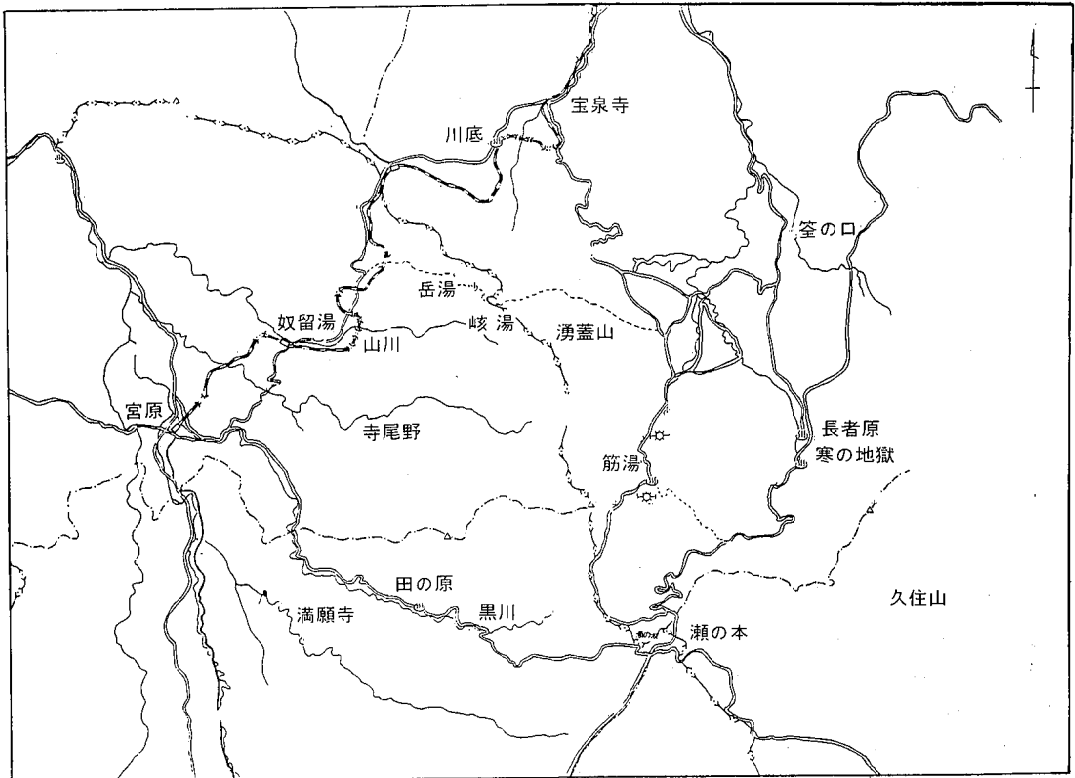 宝泉寺
川底
筌の口
岳湯
奴留湯
峐湯
湧蓋山
山川
宮原
寺尾野
長者原
筋湯
寒の地獄
田の原
久住山
満願寺
黒川
瀬の本